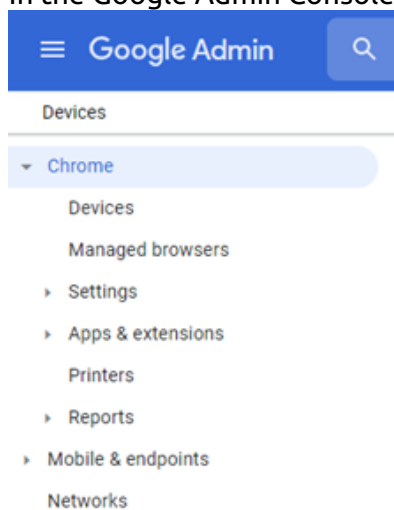 In the Google Admin Console
Google Admin
Devices
Chrome
Devices
Managed browsers
Settings
Apps & extensions
Printers
Reports
Mobile & endpoints
Networks